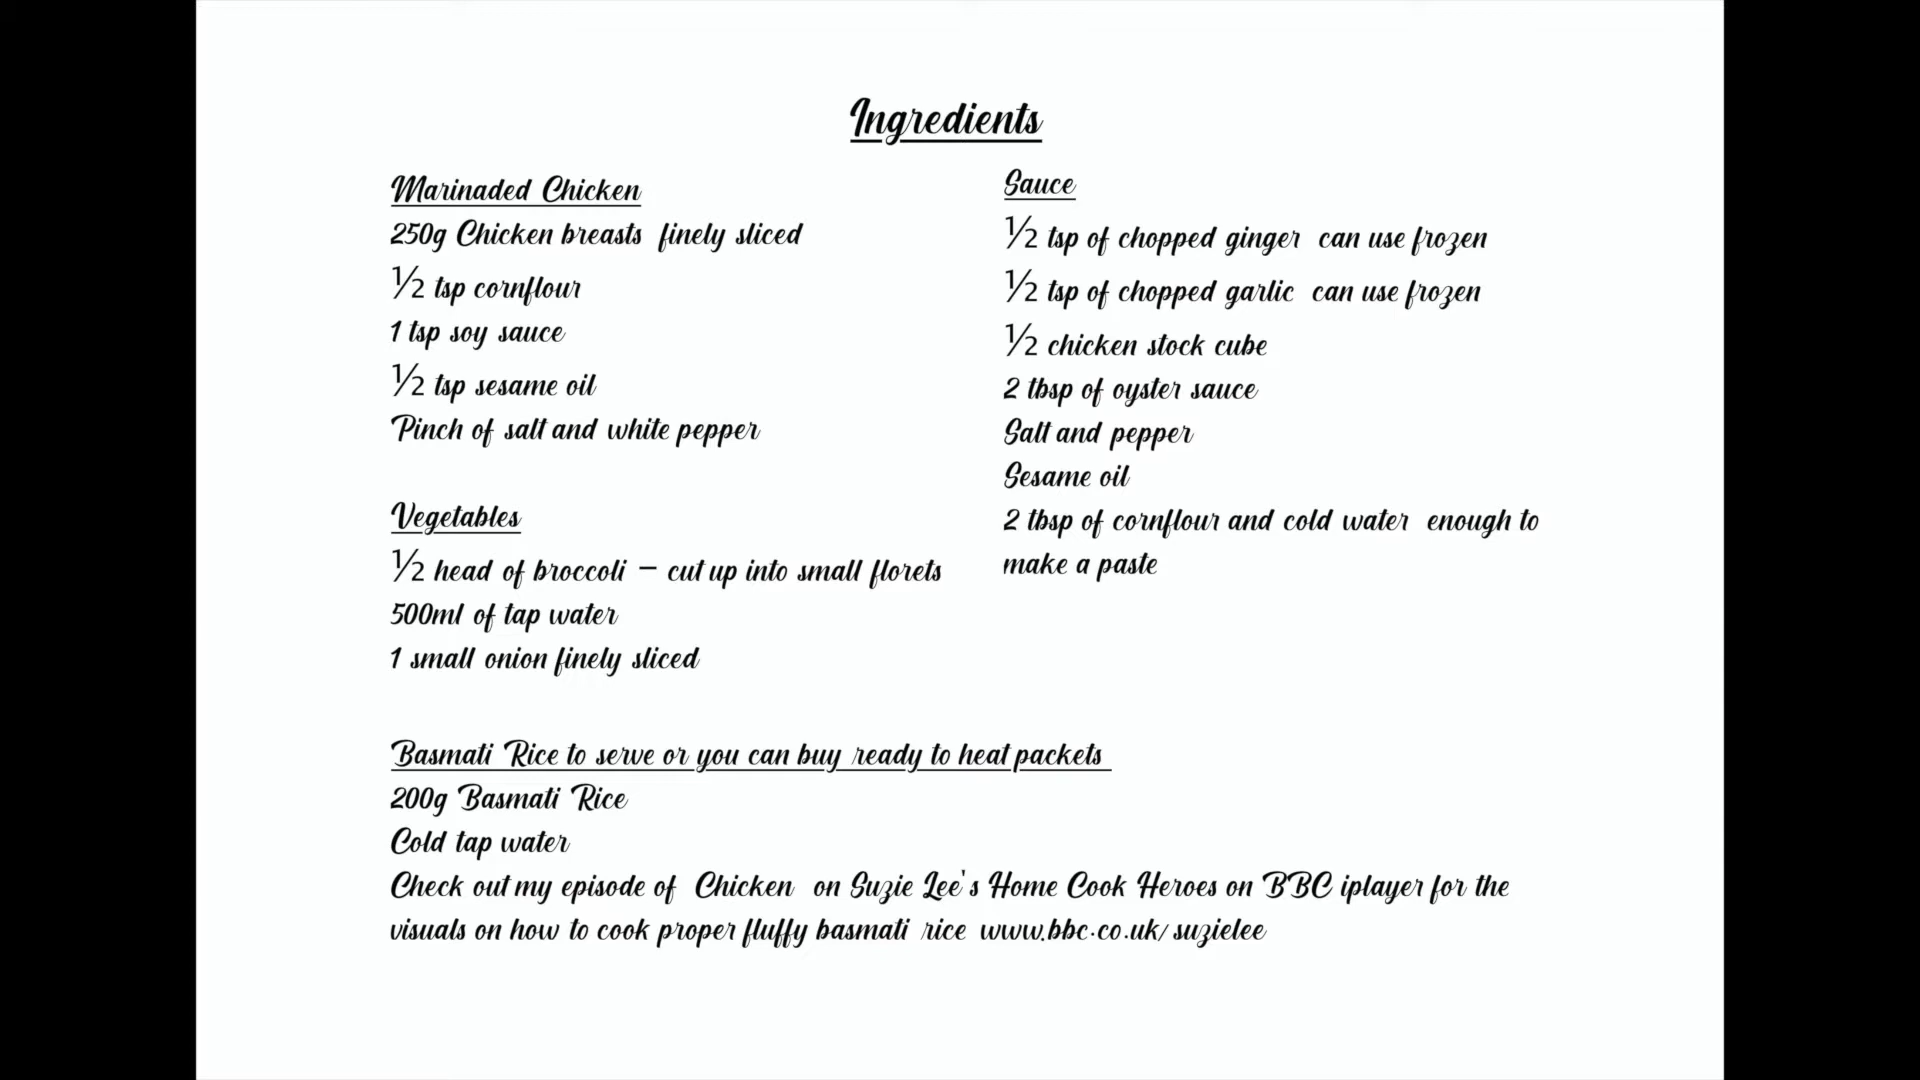 Ingredients
Marinaded Chicken
250g Chicken breasts finely sliced
½ tsp cornflour
1 tsp soy sauce
½ tsp sesame oil
Pinch of salt and white pepper
Vegetables
½ head of broccoli – cut up into small florets
500ml of tap water
1 small onion finely sliced
Sauce
½ tsp of chopped ginger can use frozen
½ tsp of chopped garlic can use frozen
½ chicken stock cube
2 tbsp of oyster sauce
Salt and pepper
Sesame oil
2 tbsp of cornflour and cold water enough to
make a paste
Basmati Rice to serve or you can buy ready to heat packets
200g Basmati Rice
Cold tap water
Check out my episode of Chicken on Suzie Lee's Home Cook Heroes on BBC iplayer for the
visuals on how to cook proper fluffy basmati rice www.bbc.co.uk/suzielee